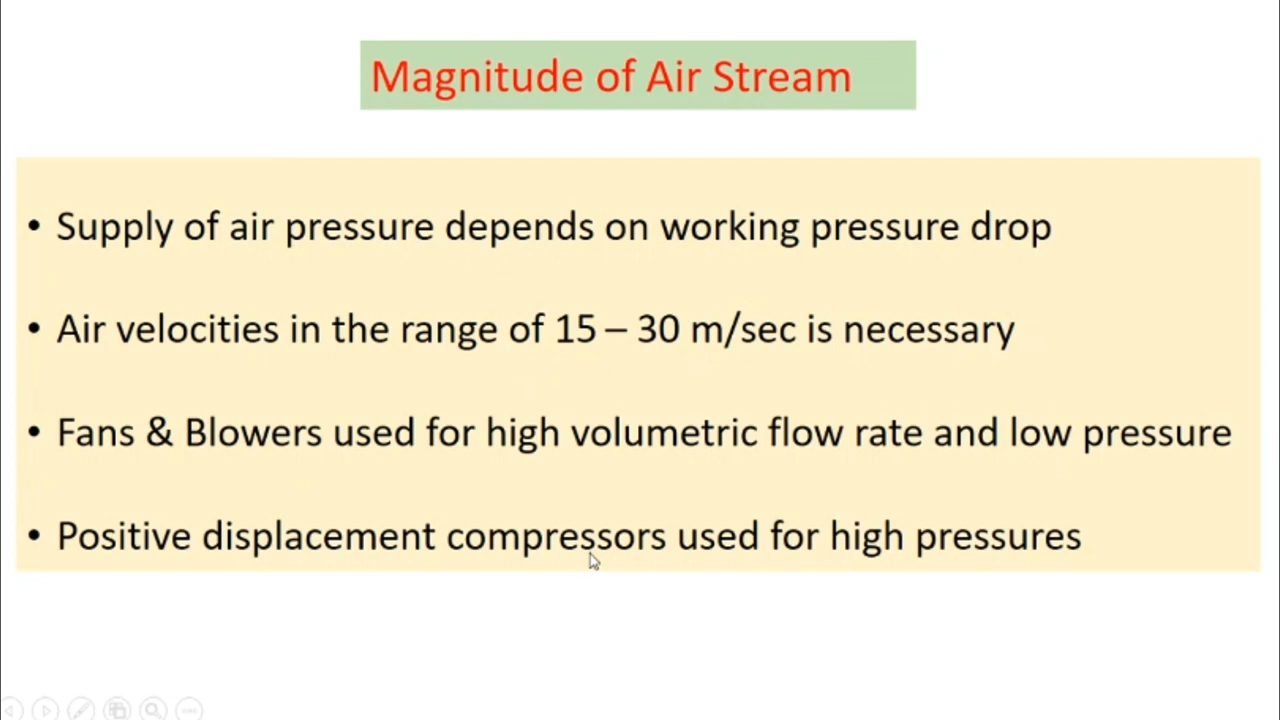 Magnitude of Air Stream
• Supply of air pressure depends on working pressure drop
• Air velocities in the range of 15 – 30 m/sec is necessary
• Fans & Blowers used for high volumetric flow rate and low pressure
• Positive displacement compressors used for high pressures